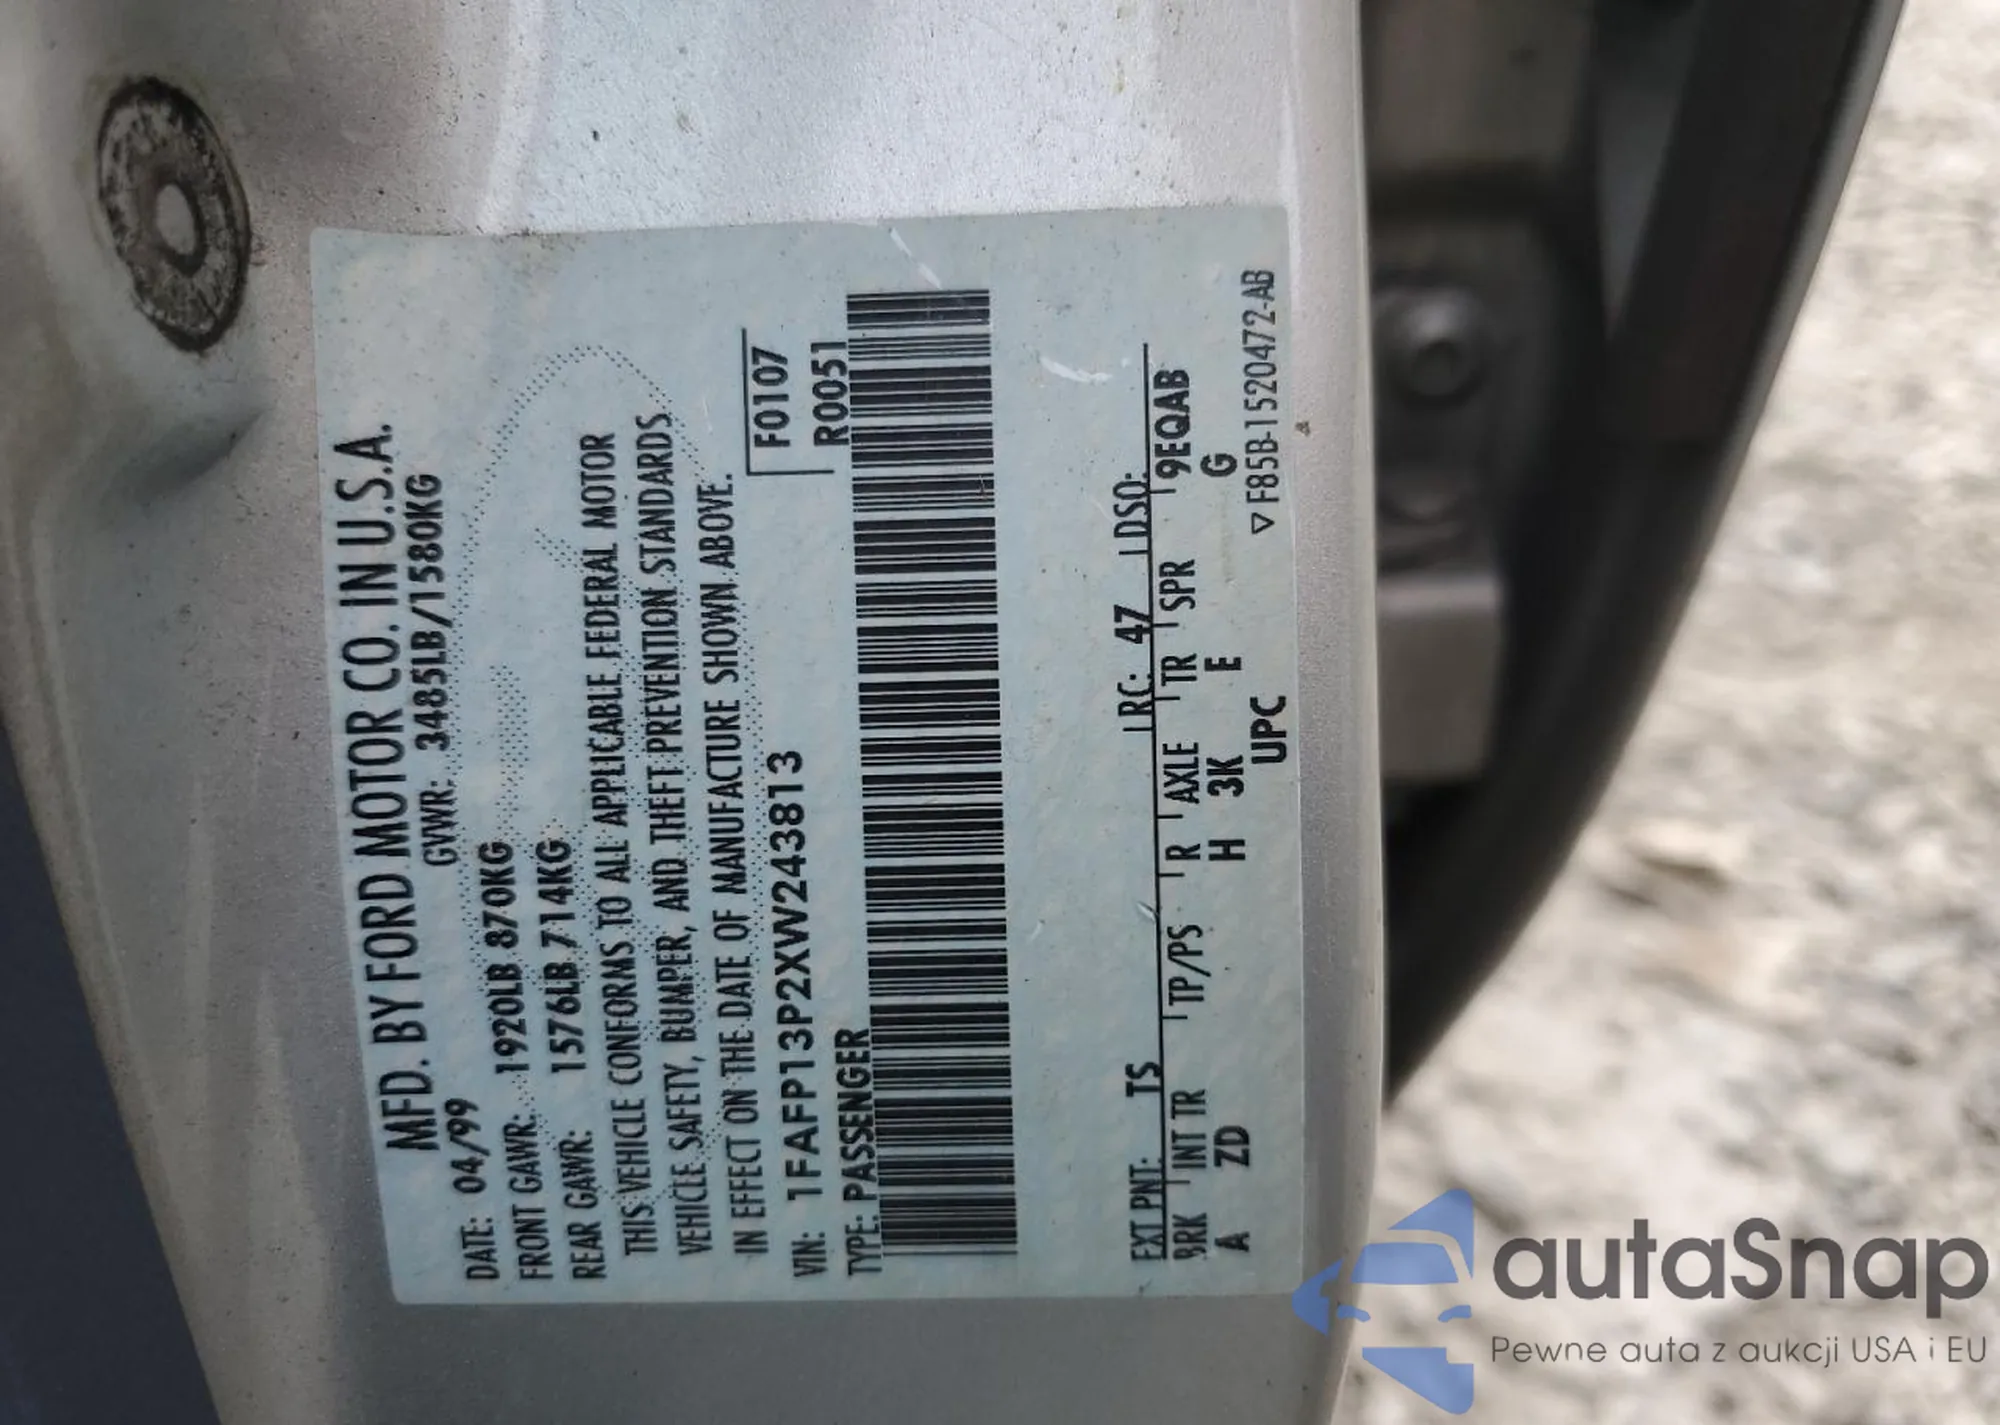 MFD. BY FORD MOTOR CO. IN U.S.A.
DATE: 04/99 GVWR: 3485LB/1580KG
FRONT GAWR: 1920LB 870KG
REAR GAWR: 1576LB 714KG
THIS VEHICLE CONFORMS TO ALL APPLICABLE FEDERAL MOTOR
VEHICLE SAFETY, BUMPER, AND THEFT PREVENTION STANDARDS
IN EFFECT ON THE DATE OF MANUFACTURE SHOWN ABOVE.
VIN: 1FAFP13P2XW243813 F0107
TYPE: PASSENGER R0051
EXT PNT: TS RC: 47 DSO:
BRK INT TR TP/PS R AXLE TR SPR 9EQAB
A ZD H 3K E G
UPC
▽ F85B-1520472-AB
autaSnap
Pewne auta z aukcji USA i EU